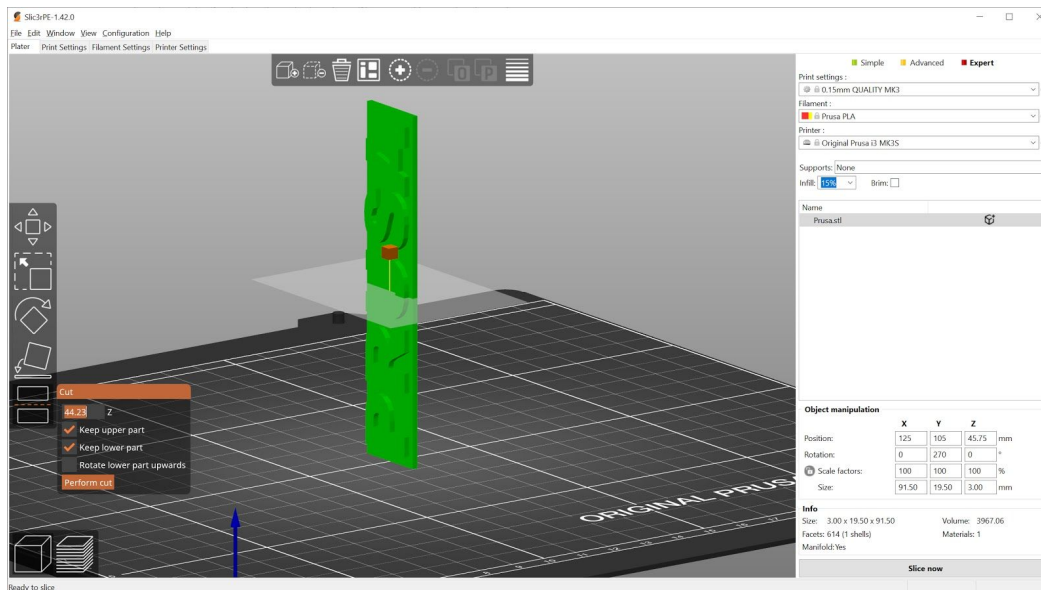 Slic3rPE-1.42.0
File Edit Window View Configuration Help
Plater Print Settings Filament Settings Printer Settings
Simple Advanced Expert
Print settings :
0.15mm QUALITY MK3
Filament :
Prusa PLA
Printer :
Original Prusa i3 MK3S
Supports: None
Infill: 15% Brim:
Name
Prusa.stl
Cut
44.23 Z
Keep upper part
Keep lower part
Rotate lower part upwards
Perform cut
ORIGINAL PRUSA
Object manipulation
X Y Z
Position: 125 105 45.75 mm
Rotation: 0 270 0 °
Scale factors: 100 100 100 %
Size: 91.50 19.50 3.00 mm
Info
Size: 3.00 x 19.50 x 91.50 Volume: 3967.06
Facets: 614 (1 shells) Materials: 1
Manifold: Yes
Slice now
Ready to slice